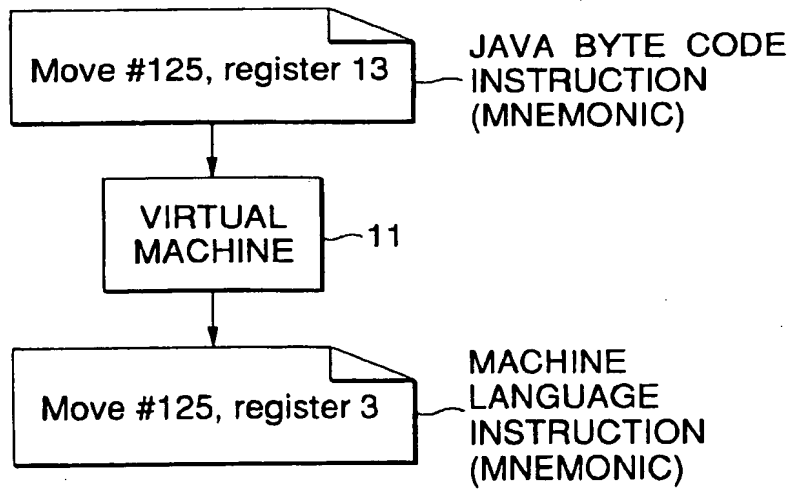 Move #125, register 13
JAVA BYTE CODE
INSTRUCTION
(MNEMONIC)
VIRTUAL
MACHINE
11
Move #125, register 3
MACHINE
LANGUAGE
INSTRUCTION
(MNEMONIC)